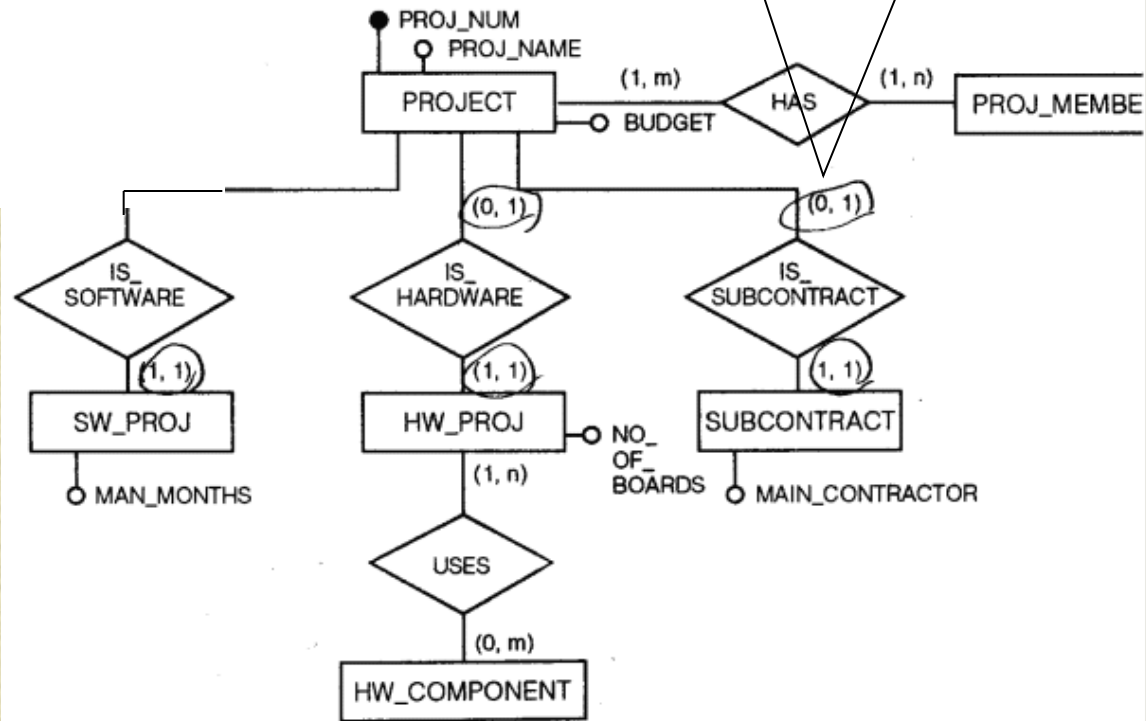 PROJ_NUM
PROJ_NAME
PROJECT
(1, m)
HAS
(1, n)
PROJ_MEMBE
BUDGET
(0, 1)
(0, 1)
IS_
SOFTWARE
IS_
HARDWARE
IS_
SUBCONTRACT
(1, 1)
(1, 1)
(1, 1)
SW_PROJ
HW_PROJ
SUBCONTRACT
NO_
OF_
BOARDS
MAN_MONTHS
(1, n)
MAIN_CONTRACTOR
USES
(0, m)
HW_COMPONENT